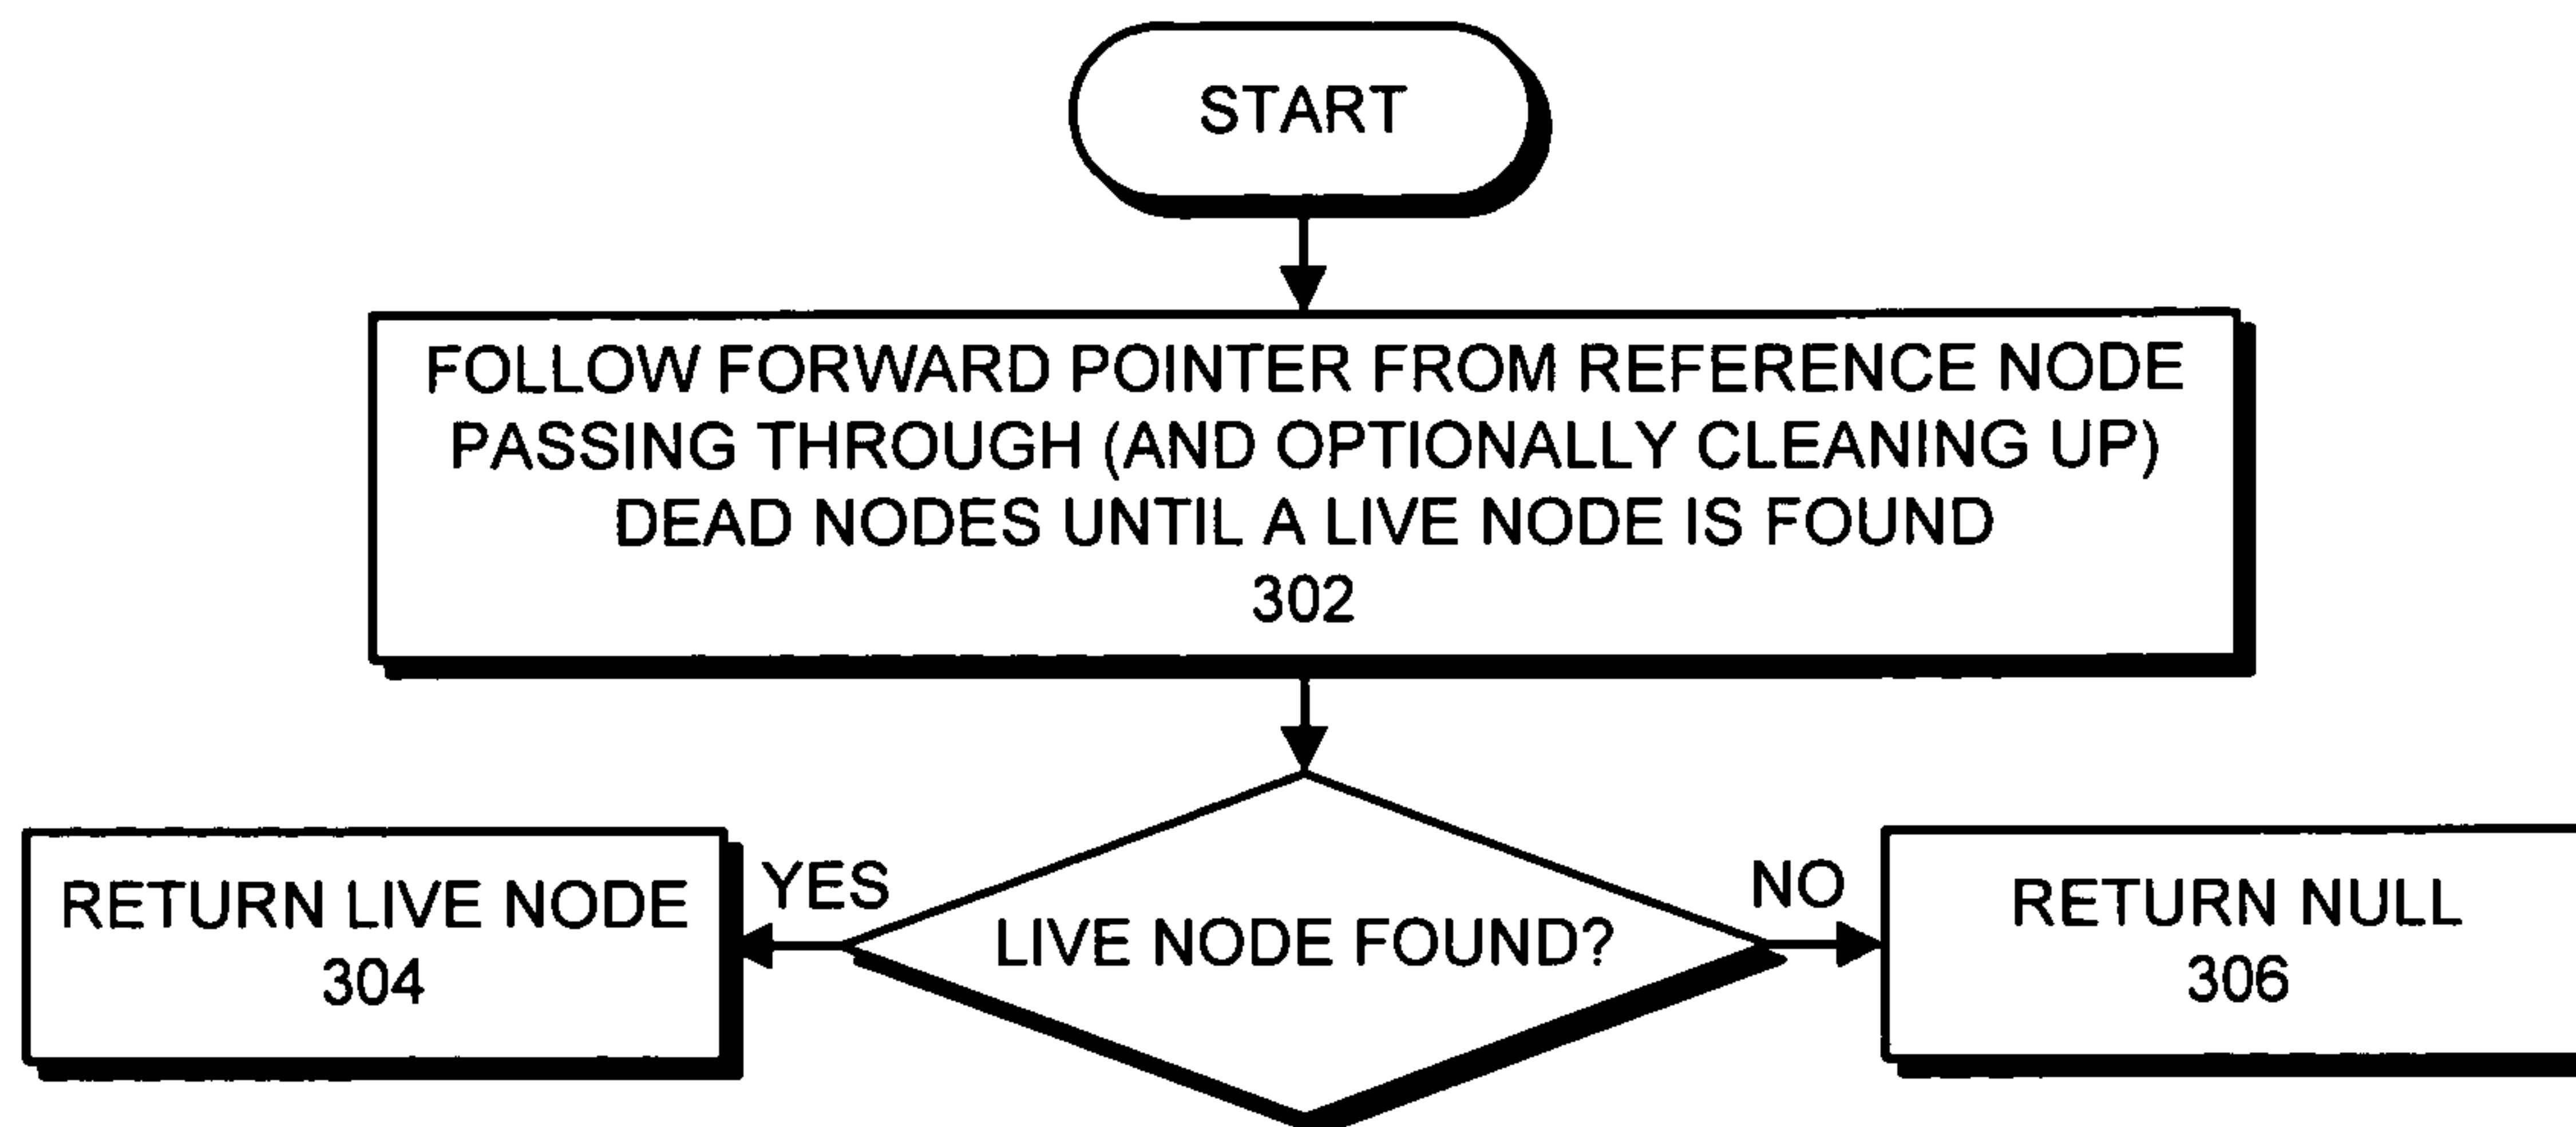 START
FOLLOW FORWARD POINTER FROM REFERENCE NODE
PASSING THROUGH (AND OPTIONALLY CLEANING UP)
DEAD NODES UNTIL A LIVE NODE IS FOUND
302
YES
NO
RETURN LIVE NODE
304
LIVE NODE FOUND?
RETURN NULL
306